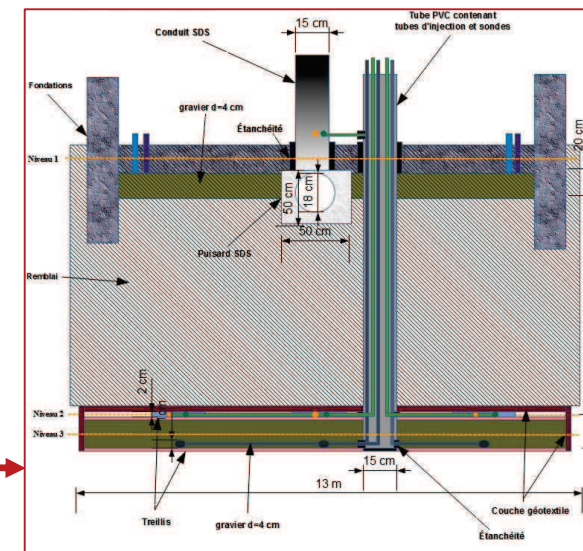 15 cm
Conduit SDS
Tube PVC contenant
tubes d'injection et sondes
Fondations
gravier d=4 cm
Étanchéité
20 cm
Niveau 1
50 cm
18 cm
50 cm
Puisard SDS
Remblai
2 cm
Niveau 2
Niveau 3
15 cm
13 m
Couche géotextile
Treillis
gravier d=4 cm
Étanchéité